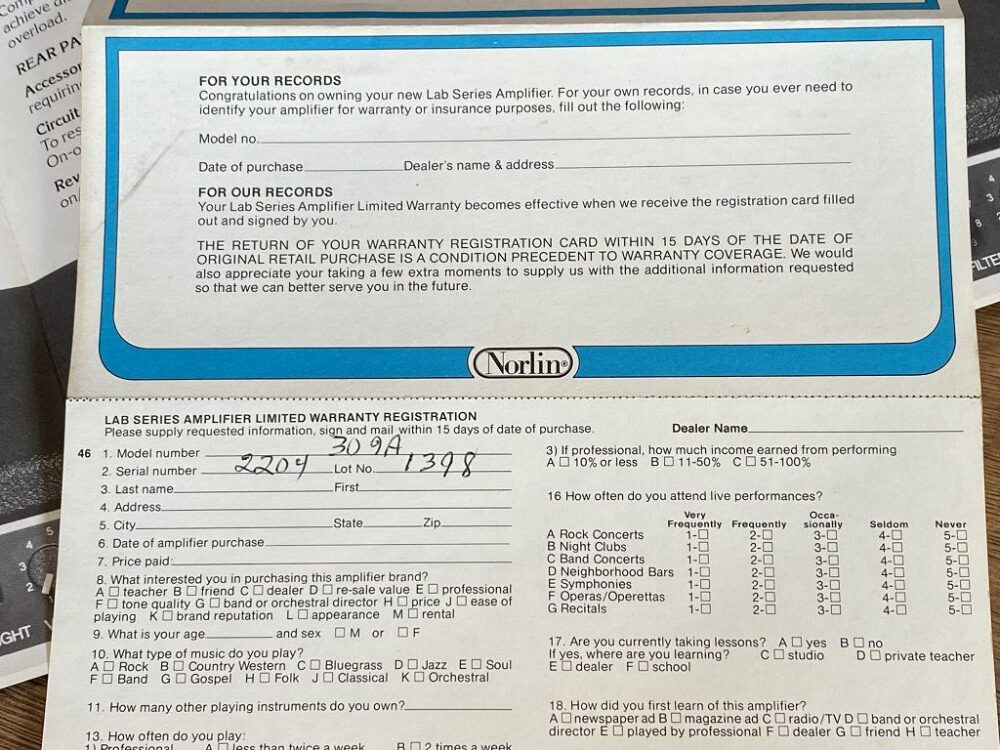 achieve
overload.
REAR PA
Accessor
requirin
Circuit
To res
On-o
Rev
on/
FOR YOUR RECORDS
Congratulations on owning your new Lab Series Amplifier. For your own records, in case you ever need to
identify your amplifier for warranty or insurance purposes, fill out the following:
Model no.
Date of purchase Dealer's name & address
FOR OUR RECORDS
Your Lab Series Amplifier Limited Warranty becomes effective when we receive the registration card filled
out and signed by you.
THE RETURN OF YOUR WARRANTY REGISTRATION CARD WITHIN 15 DAYS OF THE DATE OF
ORIGINAL RETAIL PURCHASE IS A CONDITION PRECEDENT TO WARRANTY COVERAGE. We would
also appreciate your taking a few extra moments to supply us with the additional information requested
so that we can better serve you in the future.
Norlin®
LAB SERIES AMPLIFIER LIMITED WARRANTY REGISTRATION
Please supply requested information, sign and mail within 15 days of date of purchase.
Dealer Name
46 1. Model number 309A
2. Serial number 2204 Lot No. 1398
3. Last name First
4. Address
5. City State Zip
6. Date of amplifier purchase
7. Price paid:
8. What interested you in purchasing this amplifier brand?
A □ teacher B □ friend C □ dealer D □ re-sale value E □ professional
F □ tone quality G □ band or orchestral director H □ price J □ ease of
playing K □ brand reputation L □ appearance M □ rental
9. What is your age and sex □ M or □ F
10. What type of music do you play?
A □ Rock B □ Country Western C □ Bluegrass D □ Jazz E □ Soul
F □ Band G □ Gospel H □ Folk J □ Classical K □ Orchestral
11. How many other playing instruments do you own?
13. How often do you play:
1) Professional A □ less than twice a week B □ 2 times a week
3) If professional, how much income earned from performing
A □ 10% or less B □ 11-50% C □ 51-100%
16 How often do you attend live performances?
Very Frequently Frequently Occa-sionally Seldom Never
A Rock Concerts 1-□ 2-□ 3-□ 4-□ 5-□
B Night Clubs 1-□ 2-□ 3-□ 4-□ 5-□
C Band Concerts 1-□ 2-□ 3-□ 4-□ 5-□
D Neighborhood Bars 1-□ 2-□ 3-□ 4-□ 5-□
E Symphonies 1-□ 2-□ 3-□ 4-□ 5-□
F Operas/Operettas 1-□ 2-□ 3-□ 4-□ 5-□
G Recitals 1-□ 2-□ 3-□ 4-□ 5-□
17. Are you currently taking lessons? A □ yes B □ no
If yes, where are you learning? C □ studio D □ private teacher
E □ dealer F □ school
18. How did you first learn of this amplifier?
A □ newspaper ad B □ magazine ad C □ radio/TV D □ band or orchestral
director E □ played by professional F □ dealer G □ friend H □ teacher